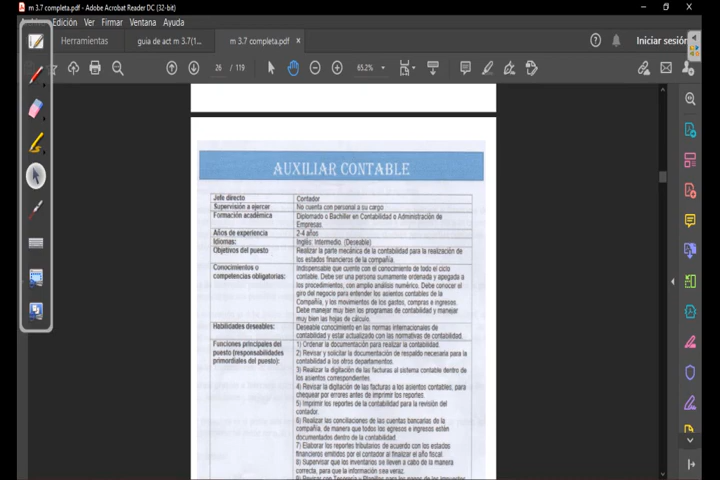 m 3.7 completa.pdf - Adobe Acrobat Reader DC (32-bit)
Edición Ver Firmar Ventana Ayuda
Herramientas guia de act m 3.7(1... m 3.7 completa.pdf × Iniciar sesión
26 / 119 65.2%
AUXILIAR CONTABLE
Jefe directo Contador
Supervisión a ejercer No cuenta con personal a su cargo
Formación académica Diplomado o Bachiller en Contabilidad o Administración de
Empresas.
Años de experiencia 2-4 años
Idiomas: Inglés: Intermedio. (Deseable)
Objetivos del puesto Realizar la parte mecánica de la contabilidad para la realización de
los estados financieros de la compañía.
Conocimientos o Indispensable que cuente con el conocimiento de todo el ciclo
competencias obligatorias: contable. Debe ser una persona sumamente ordenada y apegada a
los procedimientos, con amplio análisis numérico. Debe conocer el
giro del negocio para entender los asientos contables de la
Compañía, y los movimientos de los gastos, compras e ingresos.
Debe manejar muy bien los programas de contabilidad y manejar
muy bien las hojas de cálculo.
Habilidades deseables: Deseable conocimiento en las normas internacionales de
contabilidad y estar actualizado con las normativas de contabilidad.
Funciones principales del 1) Ordenar la documentación para realizar la contabilidad.
puesto (responsabilidades 2) Revisar y solicitar la documentación de respaldo necesaria para la
primordiales del puesto): contabilidad a los otros departamentos.
3) Realizar la digitación de las facturas al sistema contable dentro de
los asientos correspondientes.
4) Revisar la digitación de las facturas a los asientos contables, para
chequear por errores antes de imprimir los reportes.
5) Imprimir los reportes de la contabilidad para la revisión del
contador.
6) Realizar las conciliaciones de las cuentas bancarias de la
compañía, de manera que todos los egresos e ingresos estén
documentados dentro de la contabilidad.
7) Elaborar los reportes tributarios de acuerdo con los estados
financieros emitidos por el contador al finalizar el año fiscal.
8) Supervisar que los inventarios se lleven a cabo de la manera
correcta, para que la información sea veraz.